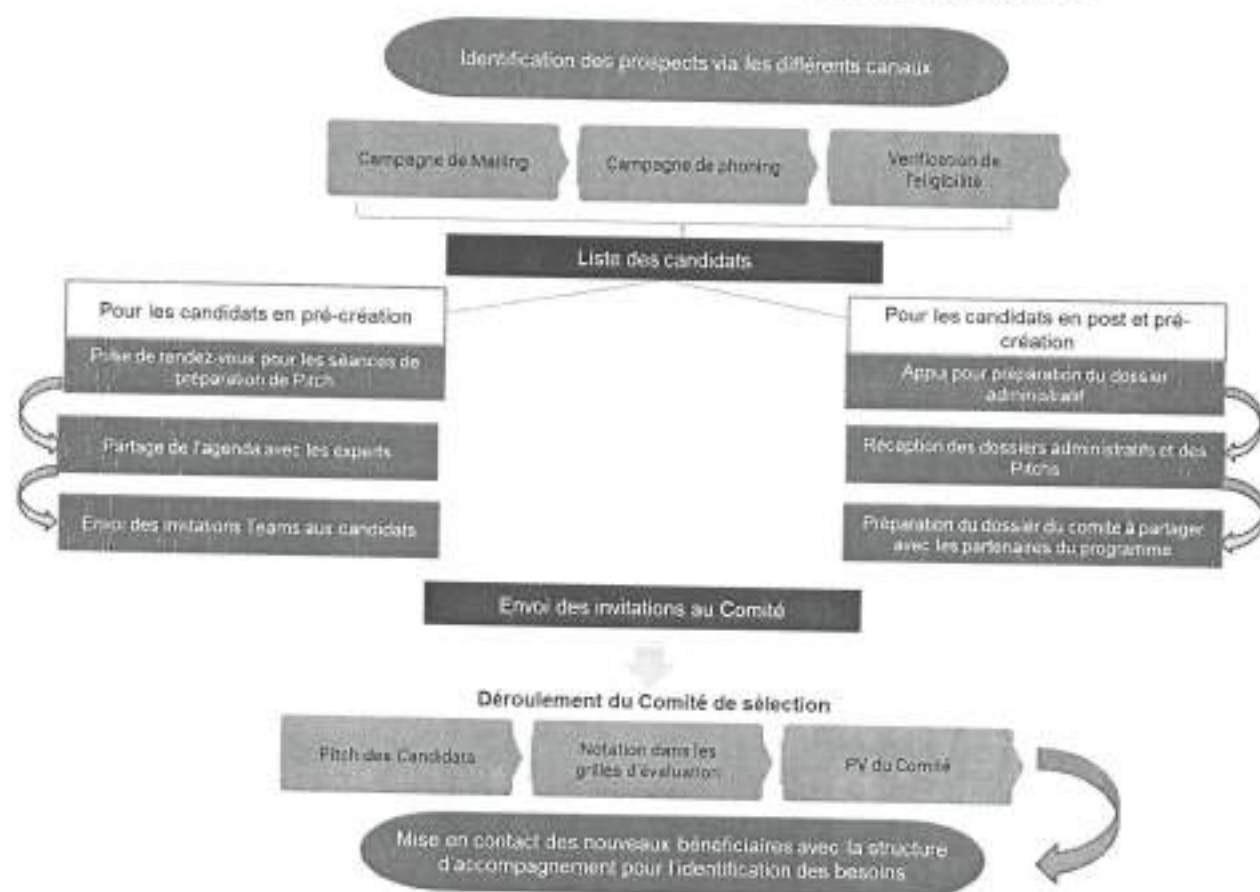 Identification des prospects via les différents canaux
Campagne de Mailing
Campagne de phoning
Verification de
l'eligibilité
Liste des candidats
Pour les candidats en pré-création
Prise de rendez-vous pour les séances de
préparation de Pitch
Partage de l'agenda avec les experts
Envoi des invitations Teams aux candidats
Pour les candidats en post et pré-
création
Appui pour préparation du dossier
administratif
Réception des dossiers administratifs et des
Pitchs
Préparation du dossier du comité à partager
avec les partenaires du programme
Envoi des invitations au Comité
Déroulement du Comité de sélection
Pitch des Candidats
Notation dans les
grilles d'évaluation
PV du Comité
Mise en contact des nouveaux bénéficiaires avec la structure
d'accompagnement pour l'identification des besoins